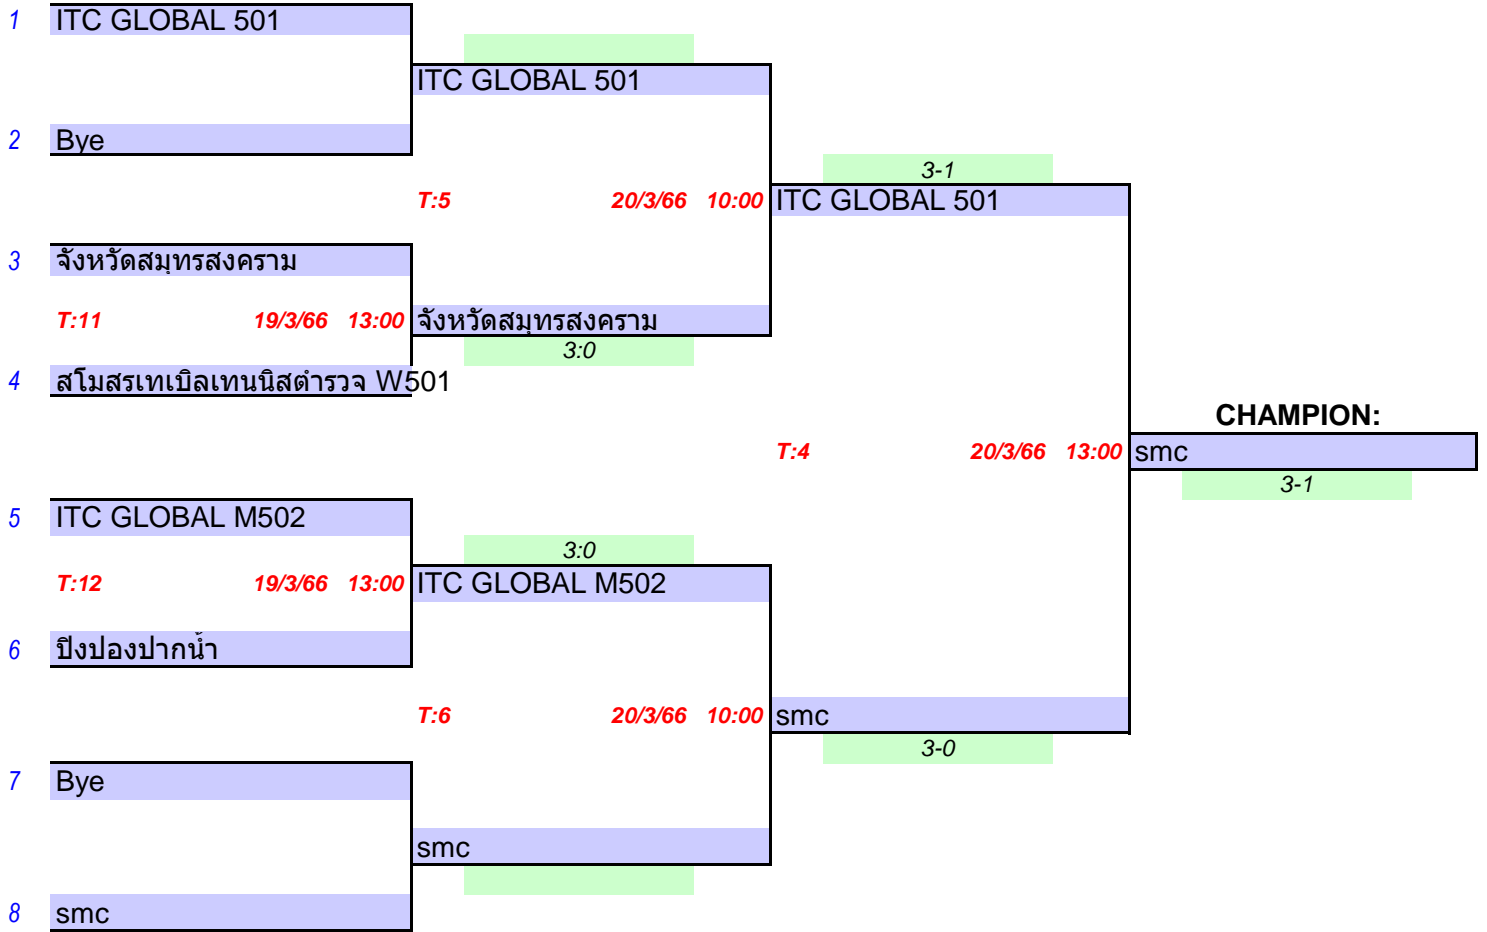 1 ITC GLOBAL 501
ITC GLOBAL 501
2 Bye
3-1
T:5 20/3/66 10:00 ITC GLOBAL 501
3 จังหวัดสมุทรสงคราม
T:11 19/3/66 13:00 จังหวัดสมุทรสงคราม
3:0
4 สโมสรเทเบิลเทนนิสตำรวจ W501
CHAMPION:
T:4 20/3/66 13:00 smc
3-1
5 ITC GLOBAL M502
3:0
T:12 19/3/66 13:00 ITC GLOBAL M502
6 ปิงปองปากน้ำ
T:6 20/3/66 10:00 smc
3-0
7 Bye
smc
8 smc